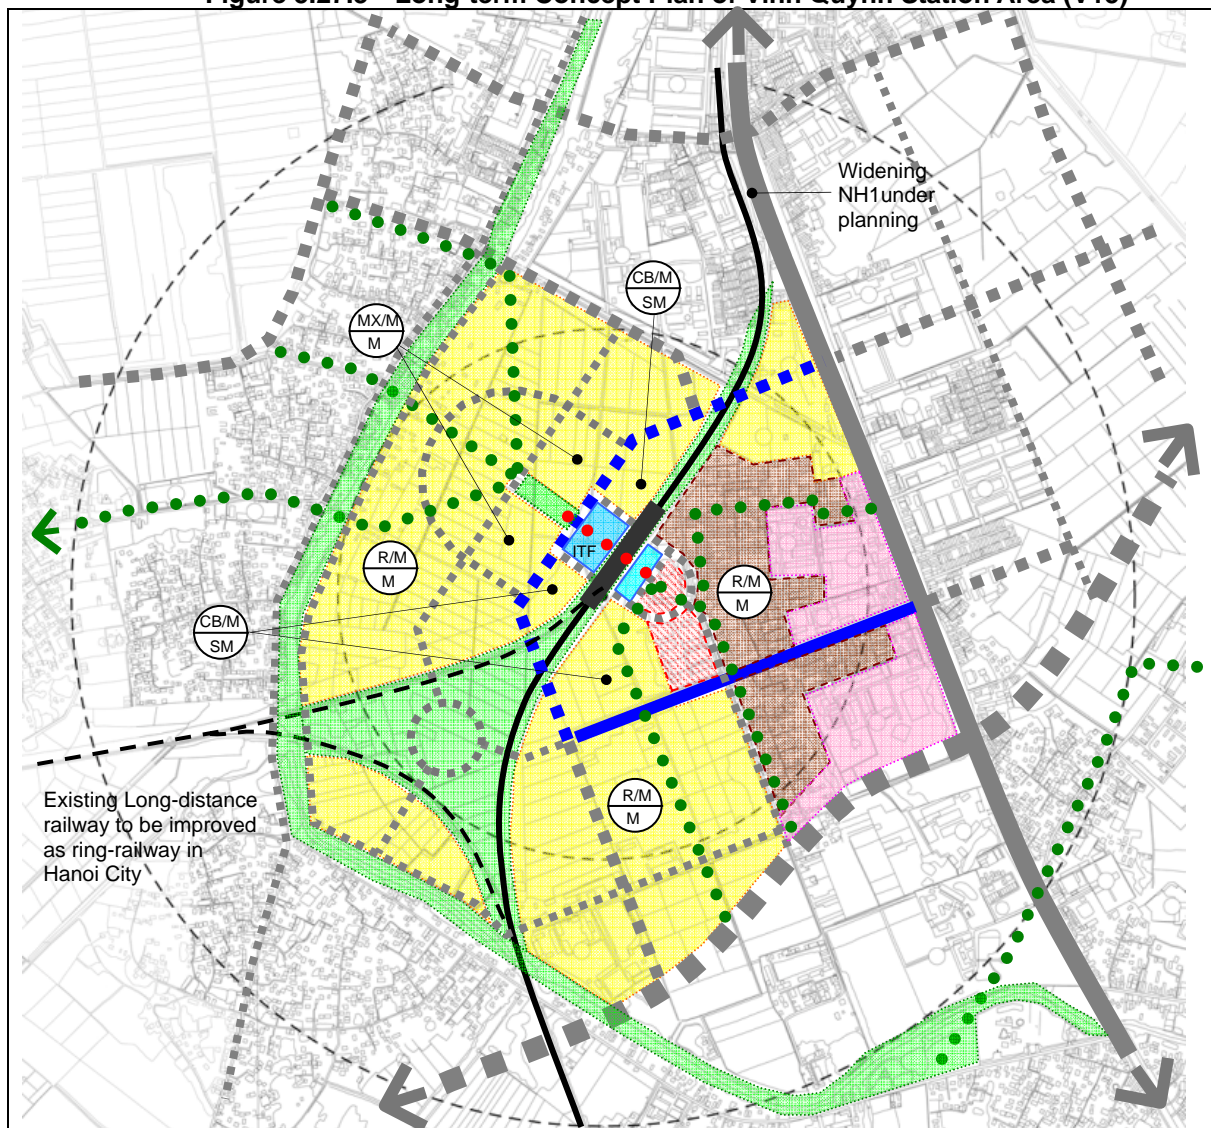 Widening
NH1under
planning
CB/M
SM
MX/M
M
ITF
R/M
M
R/M
M
CB/M
SM
R/M
M
Existing Long-distance
railway to be improved
as ring-railway in
Hanoi City